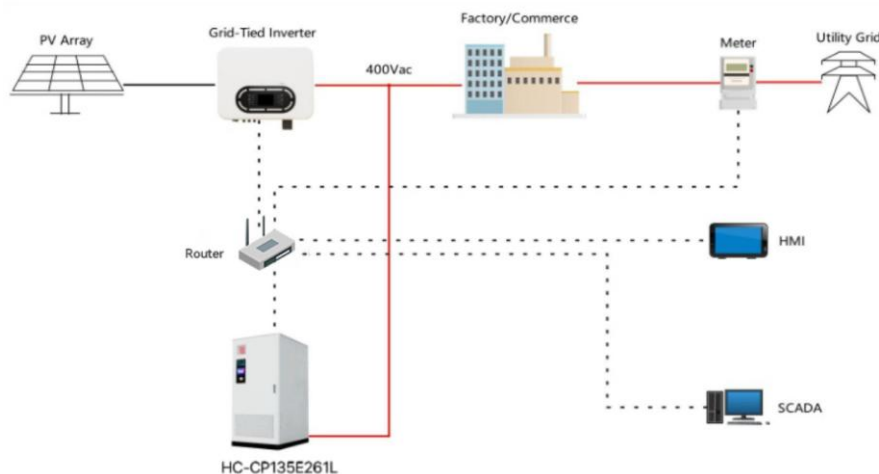 PV Array
Grid-Tied Inverter
400Vac
Factory/Commerce
Meter
Utility Grid
Router
HMI
SCADA
HC-CP135E261L